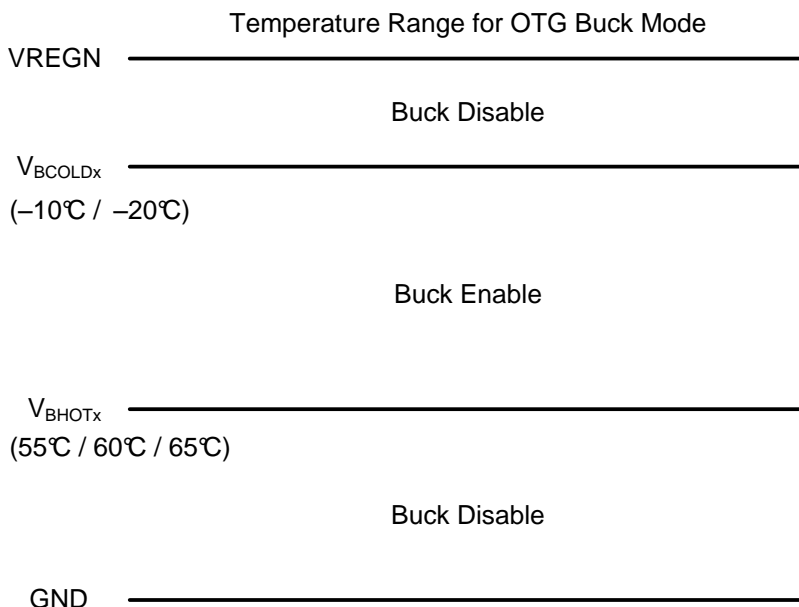 Temperature Range for OTG Buck Mode
VREGN
Buck Disable
VBCOLDx
(–10℃ / –20℃)
Buck Enable
VBHOTx
(55℃ / 60℃ / 65℃)
Buck Disable
GND